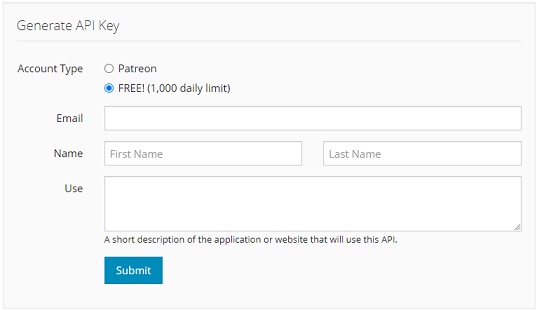 Generate API Key
Account Type
Patreon
FREE! (1,000 daily limit)
Email
Name First Name Last Name
Use
A short description of the application or website that will use this API.
Submit